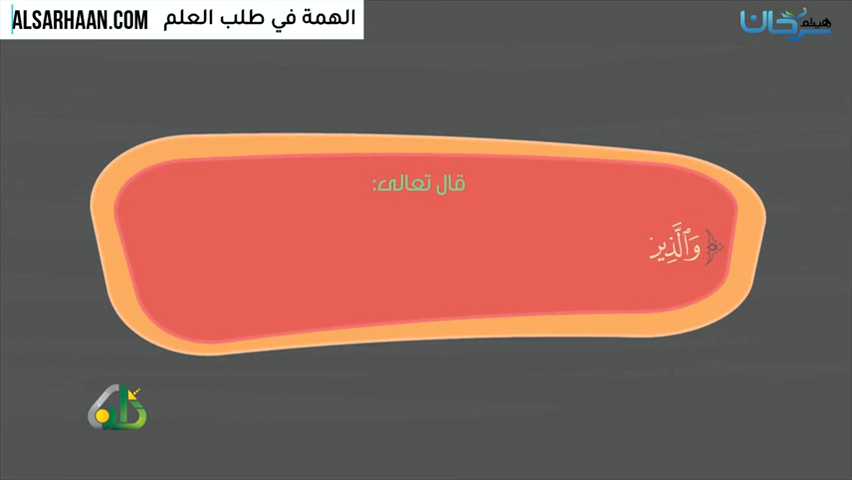 ALSARHAAN.COM الهمة في طلب العلم
هيثم
سرحان
قال تعالى:
وَالَّذِينَ